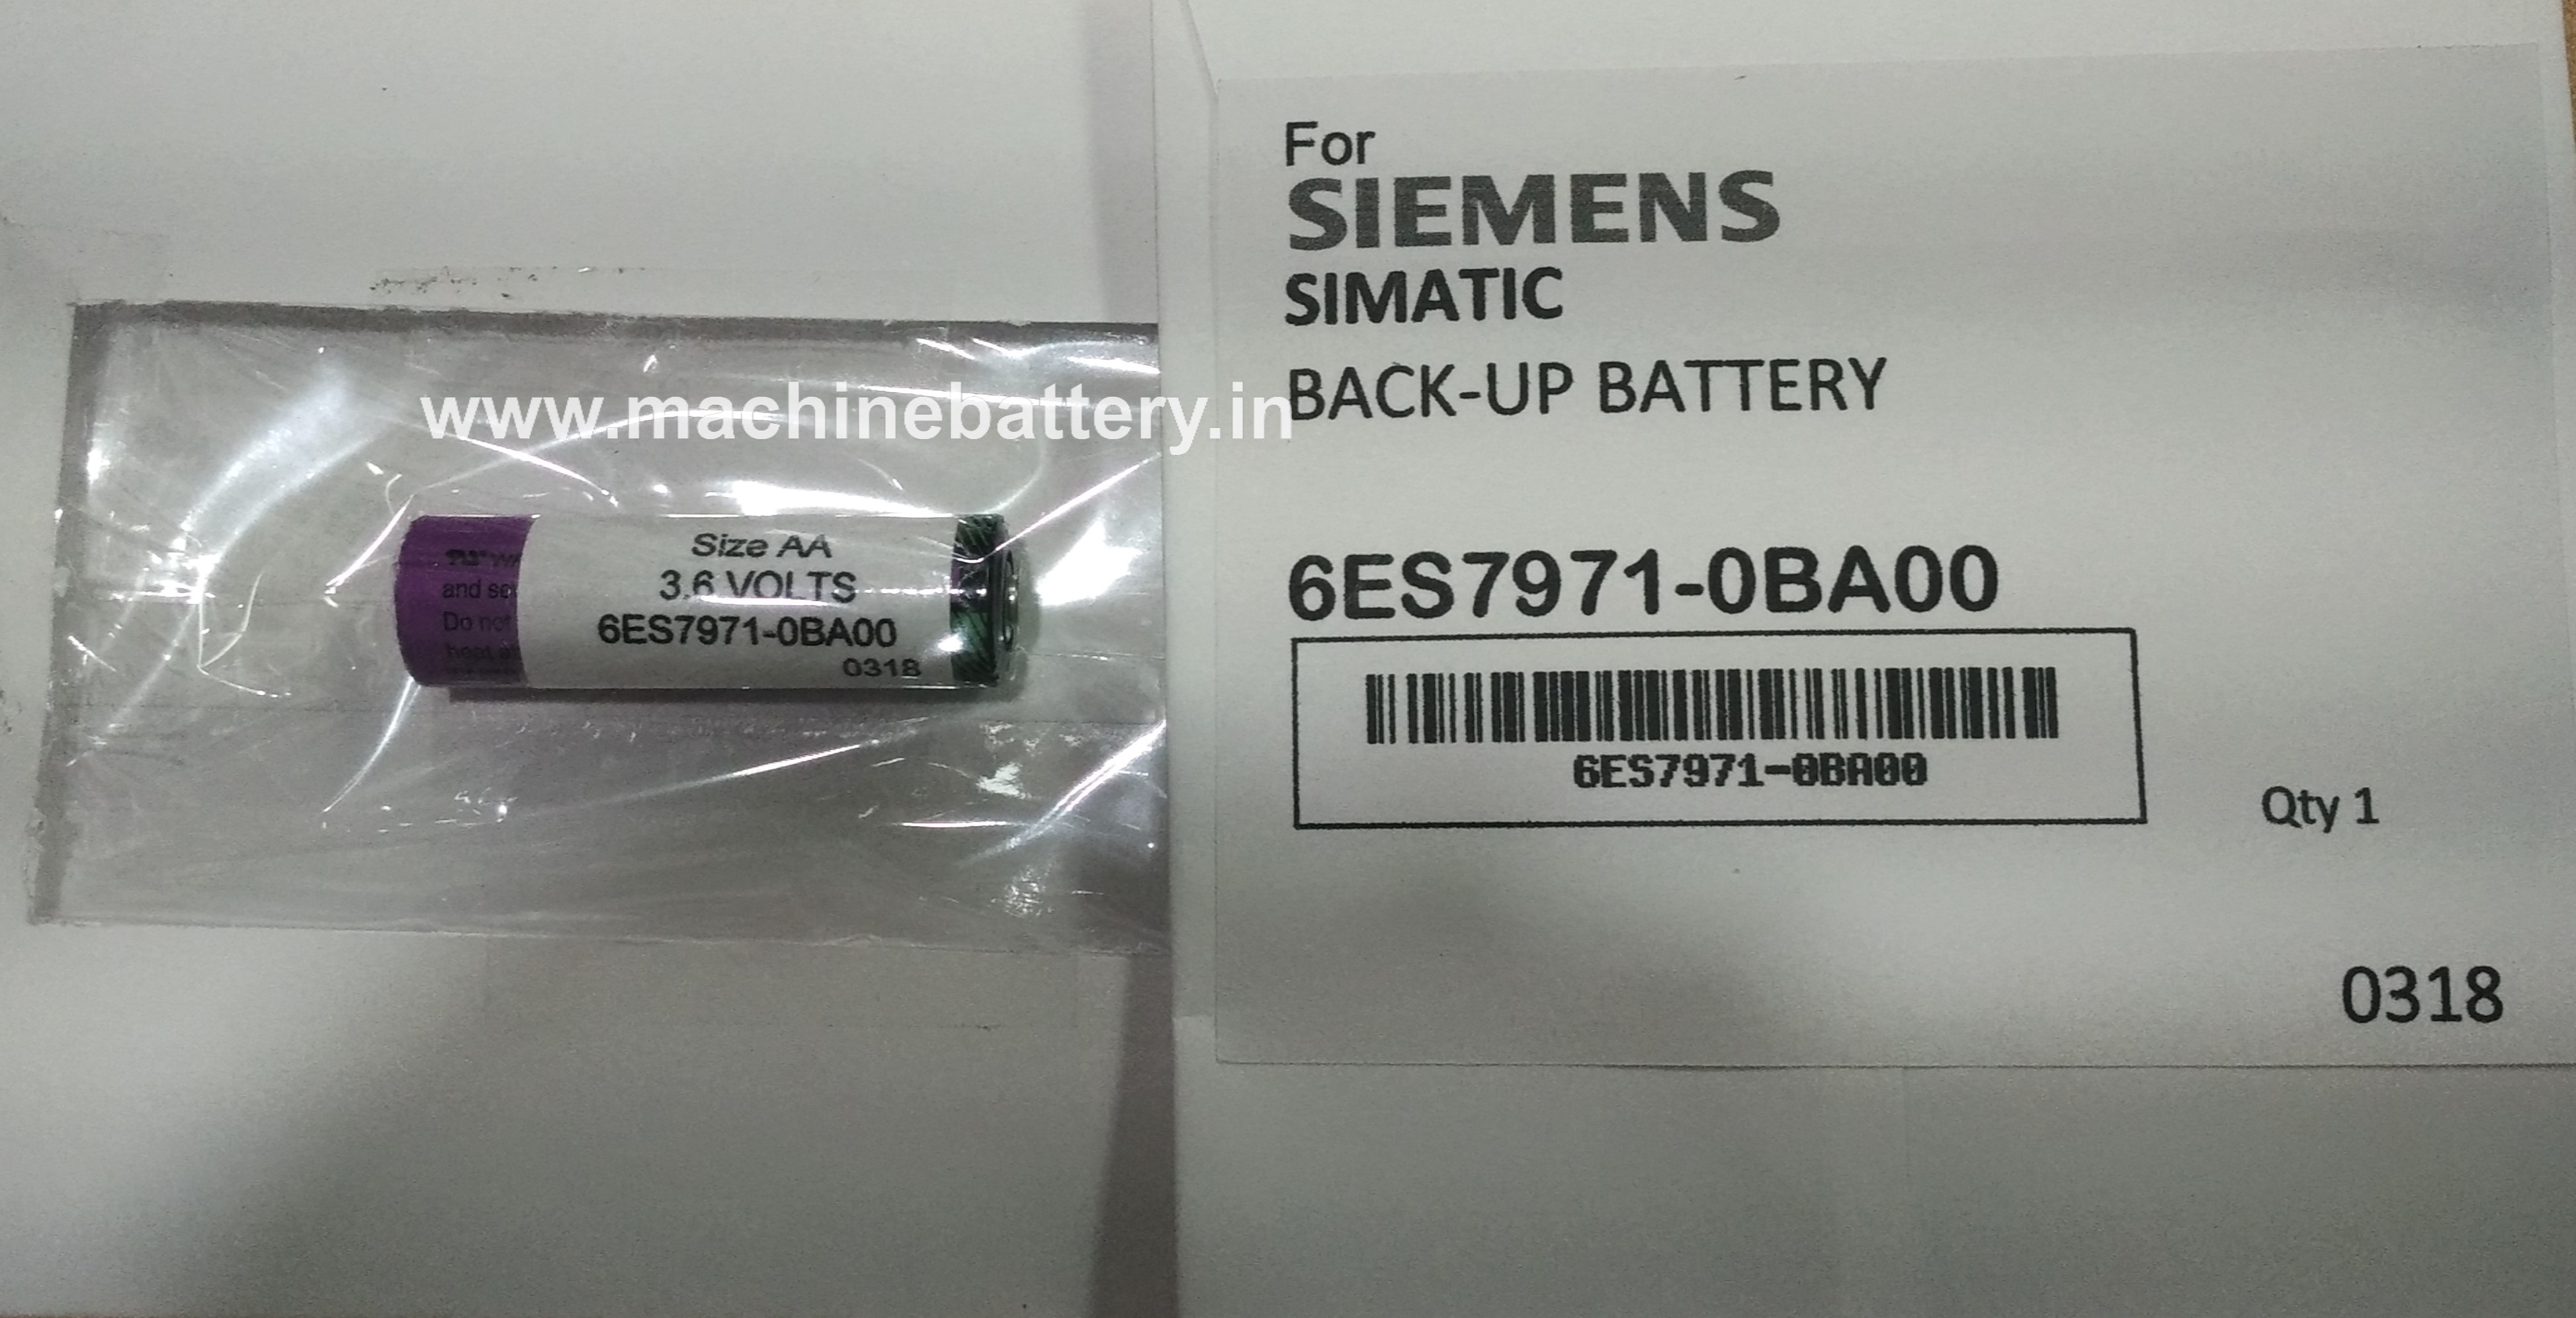 www.machinebattery.in
and se
Do not
heat
Size AA
3.6 VOLTS
6ES7971-0BA00
0318
For
SIEMENS
SIMATIC
BACK-UP BATTERY
6ES7971-0BA00
6ES7971-0BA00
Qty 1
0318